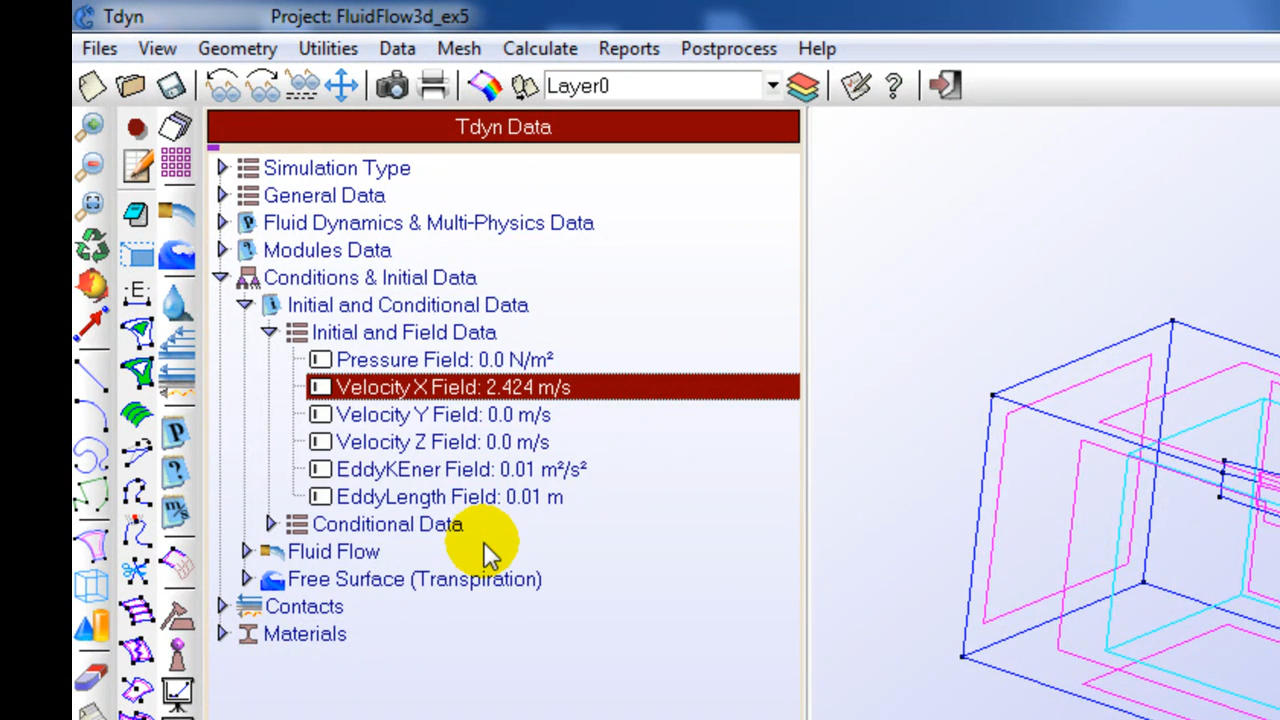 Tdyn Project: FluidFlow3d_ex5
Files View Geometry Utilities Data Mesh Calculate Reports Postprocess Help
Layer0
Tdyn Data
Simulation Type
General Data
Fluid Dynamics & Multi-Physics Data
Modules Data
Conditions & Initial Data
Initial and Conditional Data
Initial and Field Data
Pressure Field: 0.0 N/m²
Velocity X Field: 2.424 m/s
Velocity Y Field: 0.0 m/s
Velocity Z Field: 0.0 m/s
EddyKEner Field: 0.01 m²/s²
EddyLength Field: 0.01 m
Conditional Data
Fluid Flow
Free Surface (Transpiration)
Contacts
Materials